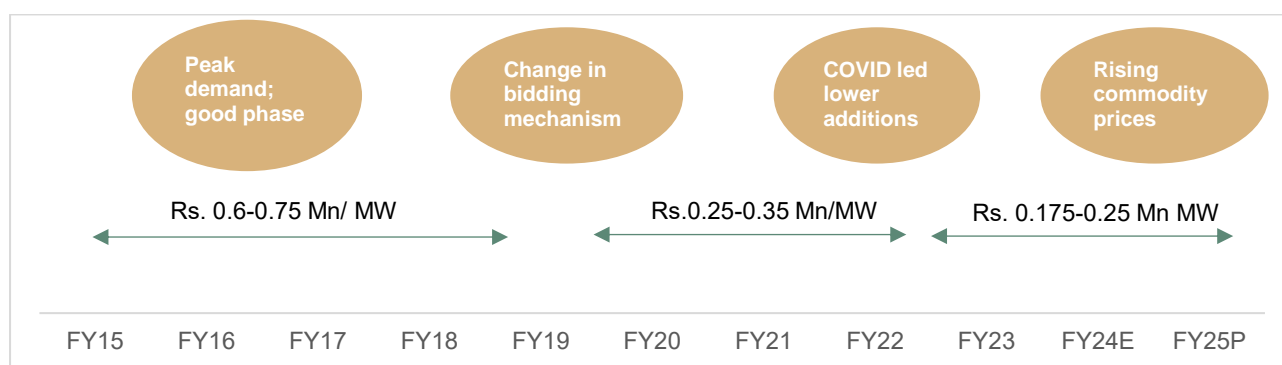 Peak
demand;
good phase
Change in
bidding
mechanism
COVID led
lower
additions
Rising
commodity
prices
Rs. 0.6-0.75 Mn/ MW
Rs.0.25-0.35 Mn/MW
Rs. 0.175-0.25 Mn MW
FY15 FY16 FY17 FY18 FY19 FY20 FY21 FY22 FY23 FY24E FY25P